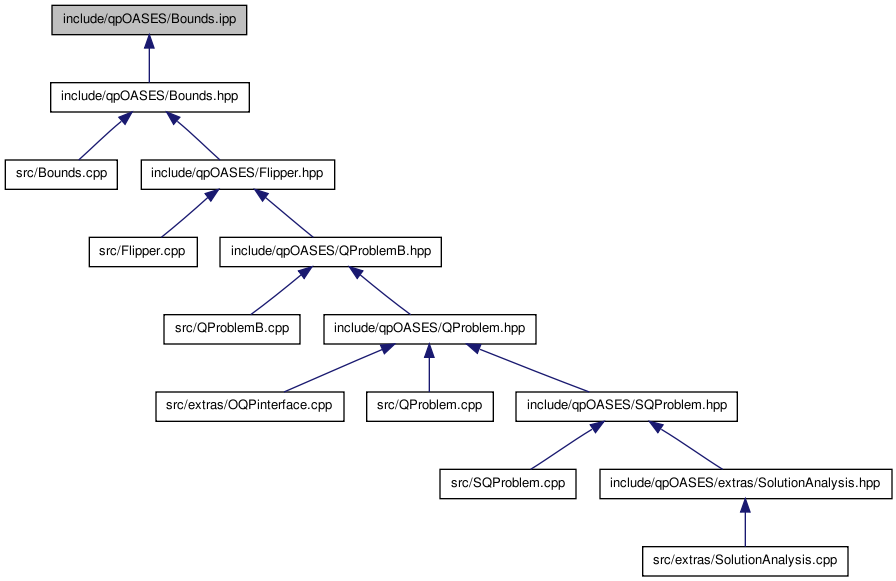 include/qpOASES/Bounds.ipp
include/qpOASES/Bounds.hpp
src/Bounds.cpp
include/qpOASES/Flipper.hpp
src/Flipper.cpp
include/qpOASES/QProblemB.hpp
src/QProblemB.cpp
include/qpOASES/QProblem.hpp
src/extras/OQPinterface.cpp
src/QProblem.cpp
include/qpOASES/SQProblem.hpp
src/SQProblem.cpp
include/qpOASES/extras/SolutionAnalysis.hpp
src/extras/SolutionAnalysis.cpp